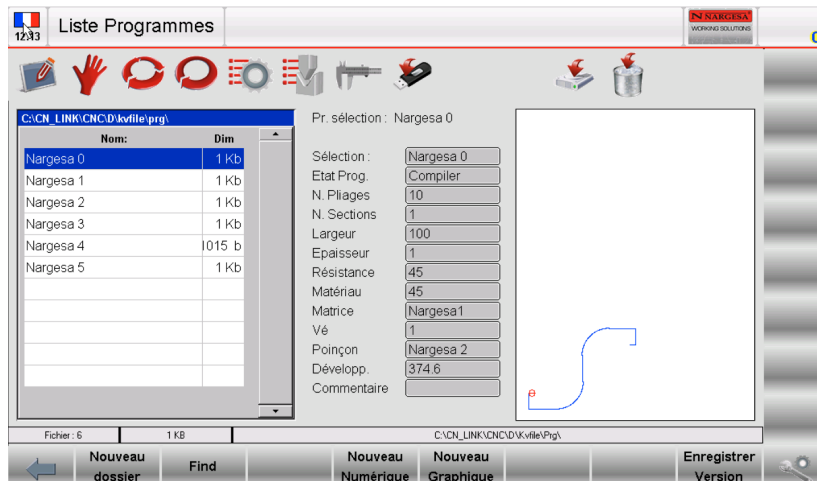 12:13
Liste Programmes
NARGESA
WORKING SOLUTIONS
C:\CN_LINK\CNC\D\kvfile\prg\
Nom: Dim
Nargesa 0 1 Kb
Nargesa 1 1 Kb
Nargesa 2 1 Kb
Nargesa 3 1 Kb
Nargesa 4 1015 b
Nargesa 5 1 Kb
Pr. sélection : Nargesa 0
Sélection : Nargesa 0
Etat Prog. Compiler
N. Pliages 10
N. Sections 1
Largeur 100
Epaisseur 1
Résistance 45
Matériau 45
Matrice Nargesa1
Vé 1
Poinçon Nargesa 2
Développ. 374.6
Commentaire
Fichier : 6 1 KB C:\CN_LINK\CNC\D\Kvfile\Prg\
Nouveau dossier
Find
Nouveau Numérique
Nouveau Graphique
Enregistrer Version